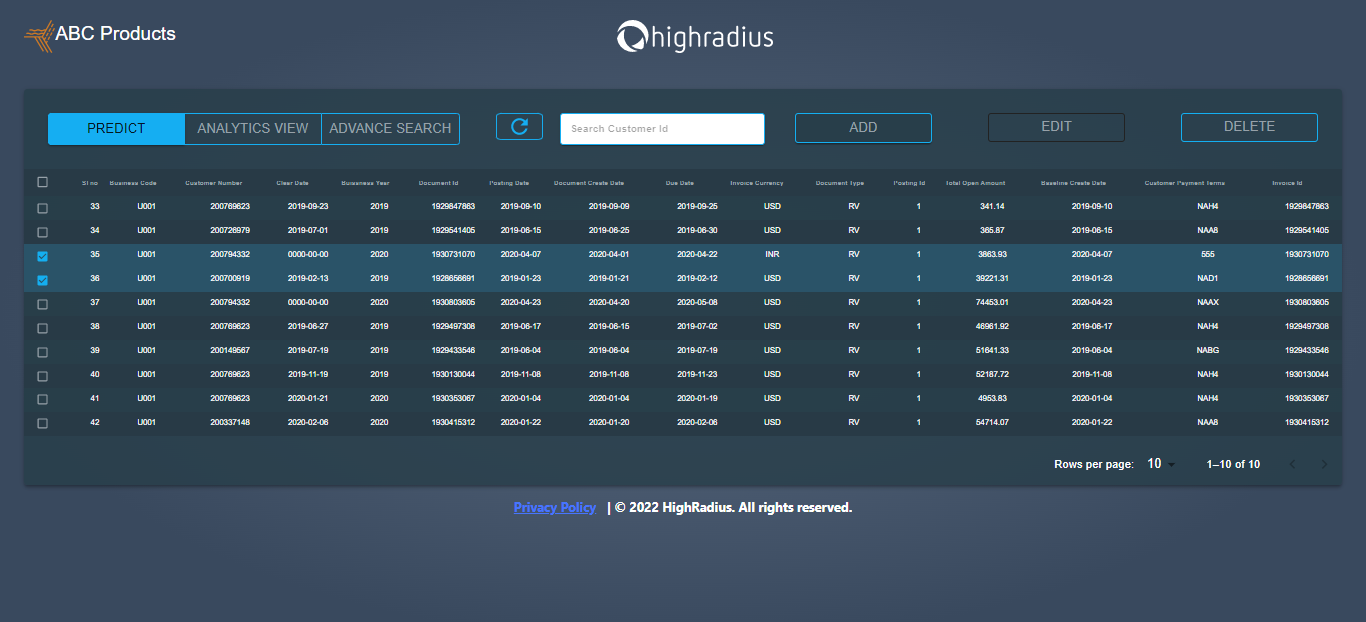 ABC Products
highradius
PREDICT ANALYTICS VIEW ADVANCE SEARCH Search Customer Id ADD EDIT DELETE
Sl no Business Code Customer Number Clear Date Buisness Year Document Id Posting Date Document Create Date Due Date Invoice Currency Document Type Posting Id Total Open Amount Baseline Create Date Customer Payment Terms Invoice Id
33 U001 200769623 2019-09-23 2019 1929847863 2019-09-10 2019-09-09 2019-09-25 USD RV 1 341.14 2019-09-10 NAH4 1929847863
34 U001 200726979 2019-07-01 2019 1929541405 2019-06-15 2019-06-25 2019-06-30 USD RV 1 365.87 2019-06-15 NAA8 1929541405
35 U001 200794332 0000-00-00 2020 1930731070 2020-04-07 2020-04-01 2020-04-22 INR RV 1 3863.93 2020-04-07 555 1930731070
36 U001 200700919 2019-02-13 2019 1928656691 2019-01-23 2019-01-21 2019-02-12 USD RV 1 39221.31 2019-01-23 NAD1 1928656691
37 U001 200794332 0000-00-00 2020 1930803605 2020-04-23 2020-04-20 2020-05-08 USD RV 1 74453.01 2020-04-23 NAAX 1930803605
38 U001 200769623 2019-06-27 2019 1929497308 2019-06-17 2019-06-15 2019-07-02 USD RV 1 46961.92 2019-06-17 NAH4 1929497308
39 U001 200149567 2019-07-19 2019 1929433546 2019-06-04 2019-06-04 2019-07-19 USD RV 1 51641.33 2019-06-04 NABG 1929433546
40 U001 200769623 2019-11-19 2019 1930130044 2019-11-08 2019-11-08 2019-11-23 USD RV 1 52187.72 2019-11-08 NAH4 1930130044
41 U001 200769623 2020-01-21 2020 1930353067 2020-01-04 2020-01-04 2020-01-19 USD RV 1 4953.63 2020-01-04 NAH4 1930353067
42 U001 200337148 2020-02-06 2020 1930415312 2020-01-22 2020-01-20 2020-02-06 USD RV 1 54714.07 2020-01-22 NAA8 1930415312
Rows per page: 10 1–10 of 10
Privacy Policy | © 2022 HighRadius. All rights reserved.